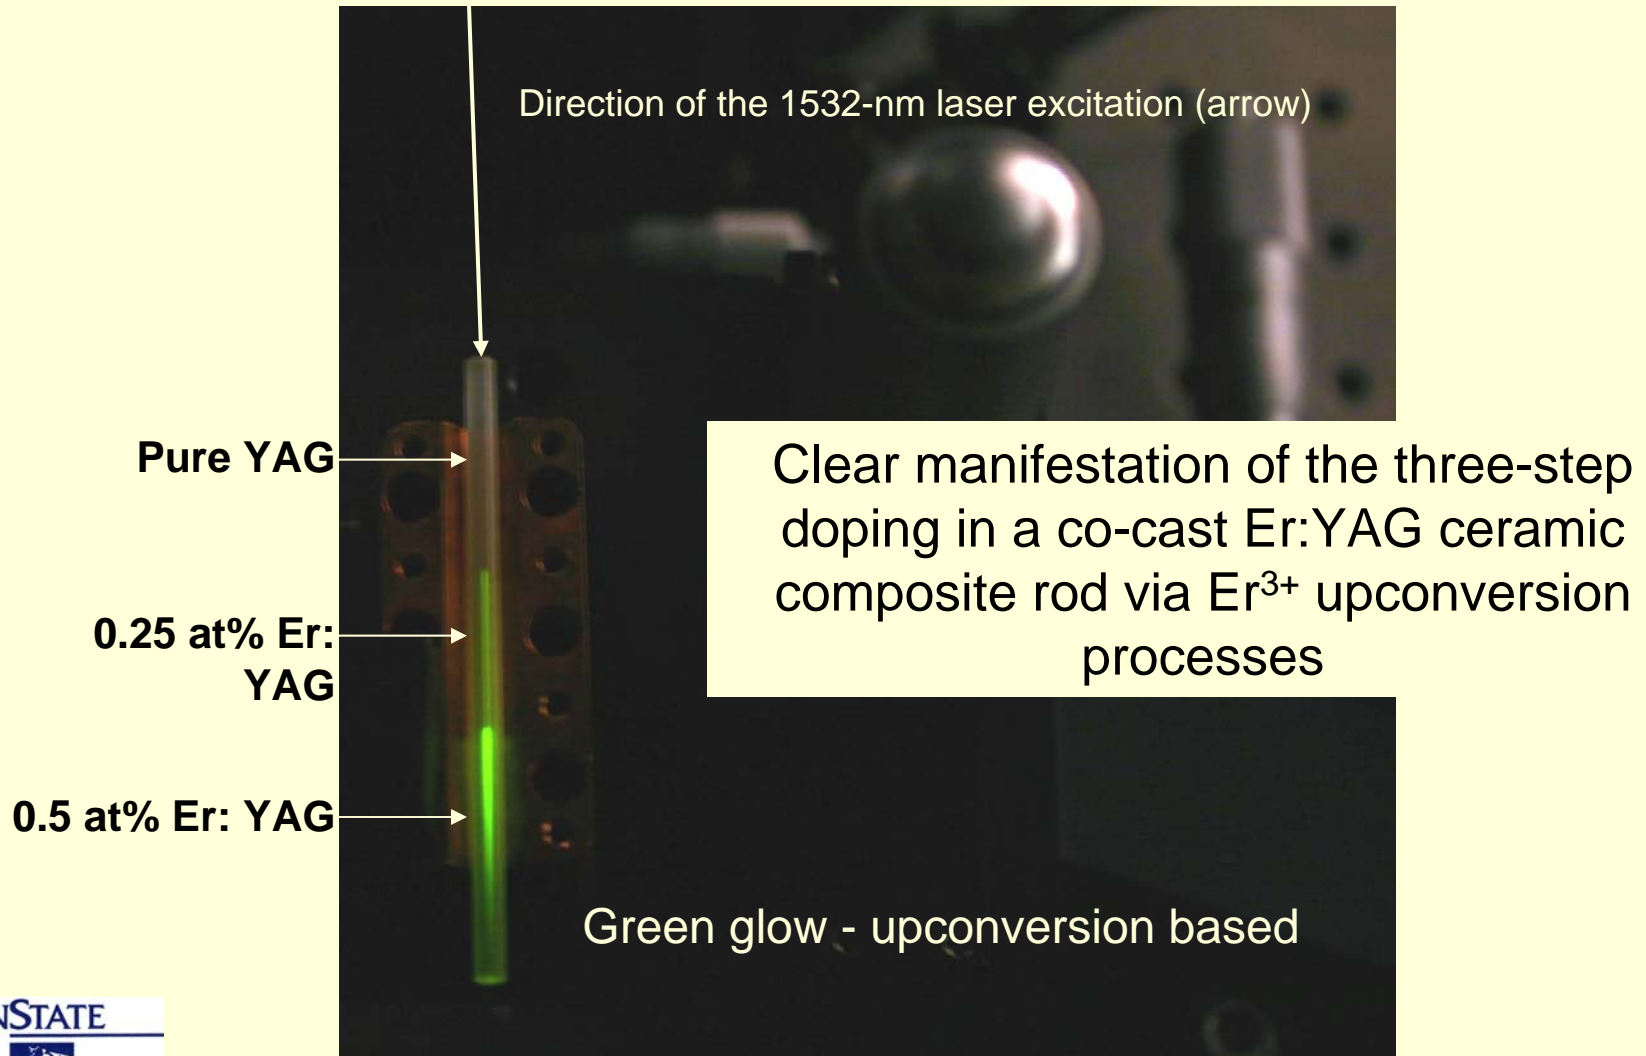 Direction of the 1532-nm laser excitation (arrow)
Pure YAG
Clear manifestation of the three-step
doping in a co-cast Er:YAG ceramic
composite rod via Er³⁺ upconversion
processes
0.25 at% Er:
YAG
0.5 at% Er: YAG
Green glow - upconversion based